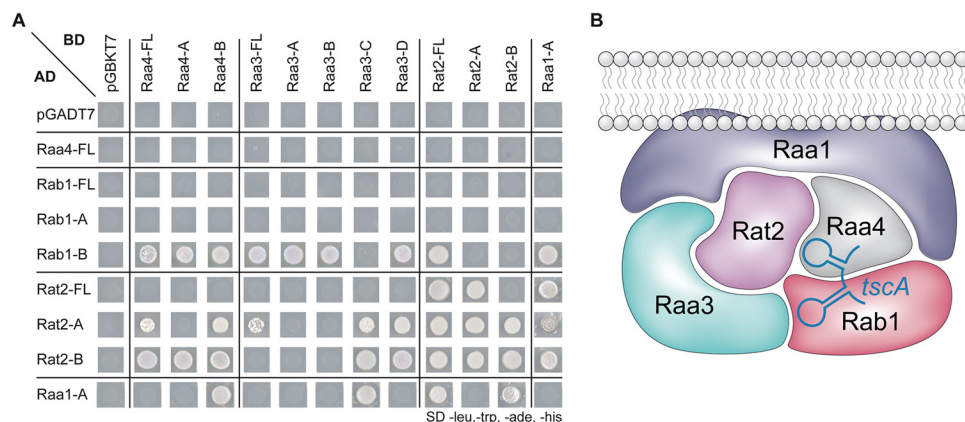 A
B
BD
AD
pGBKT7
Raa4-FL
Raa4-A
Raa4-B
Raa3-FL
Raa3-A
Raa3-B
Raa3-C
Raa3-D
Rat2-FL
Rat2-A
Rat2-B
Raa1-A
pGADT7
Raa4-FL
Rab1-FL
Rab1-A
Rab1-B
Rat2-FL
Rat2-A
Rat2-B
Raa1-A
SD -leu,-trp, -ade, -his
Raa1
Rat2
Raa4
tscA
Raa3
Rab1